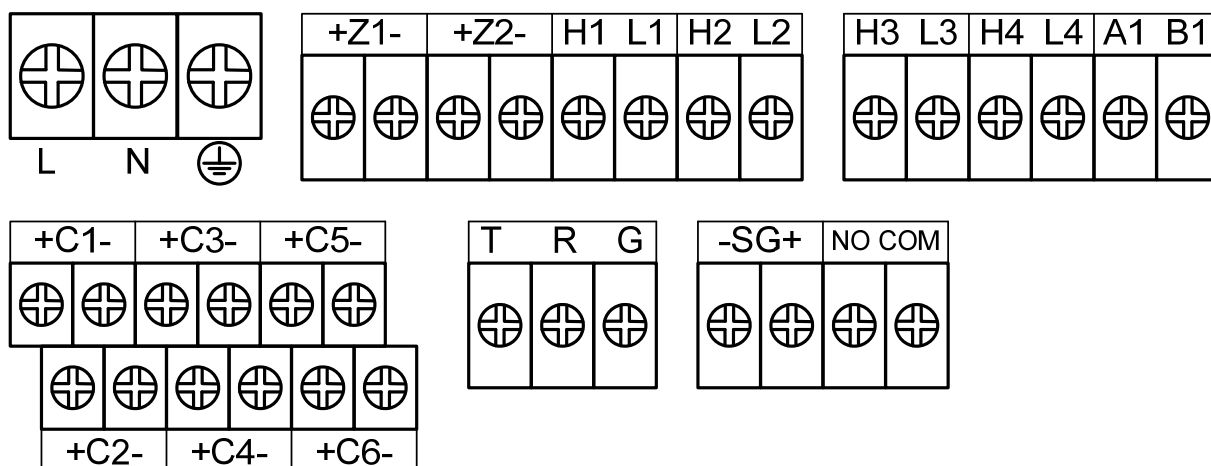 +Z1- +Z2- H1 L1 H2 L2
H3 L3 H4 L4 A1 B1
L N
+C1- +C3- +C5-
T R G
-SG+ NO COM
+C2- +C4- +C6-